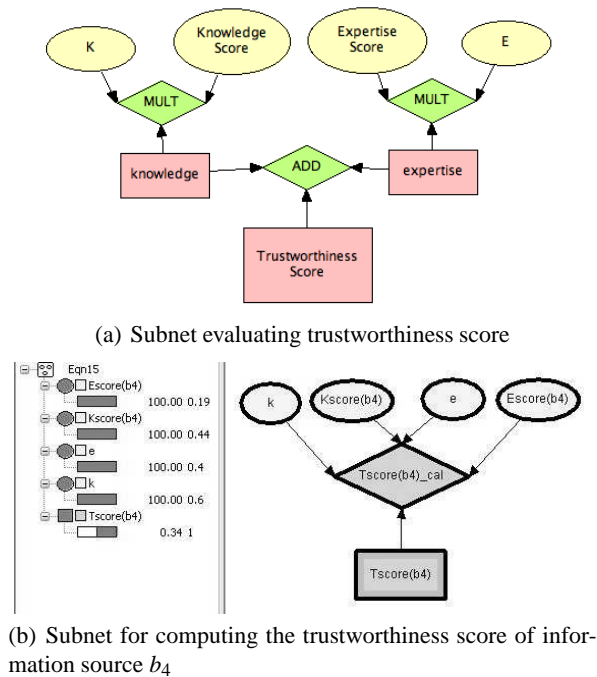 K
Knowledge
Score
Expertise
Score
E
MULT
MULT
knowledge
ADD
expertise
Trustworthiness
Score
(a) Subnet evaluating trustworthiness score
Eqn15
Escore(b4)
100.00 0.19
Kscore(b4)
100.00 0.44
e
100.00 0.4
k
100.00 0.6
Tscore(b4)
0.34 1
k
Kscore(b4)
e
Escore(b4)
Tscore(b4)_cal
Tscore(b4)
(b) Subnet for computing the trustworthiness score of infor-
mation source b4